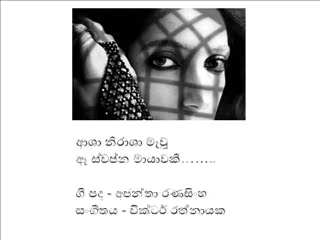 ආශා නිරාශා මැවු
ඈ ස්වප්න මායාවකි........
ගී පද - අජන්තා රණසිංහ
සංගීතය - වික්ටර් රත්නායක